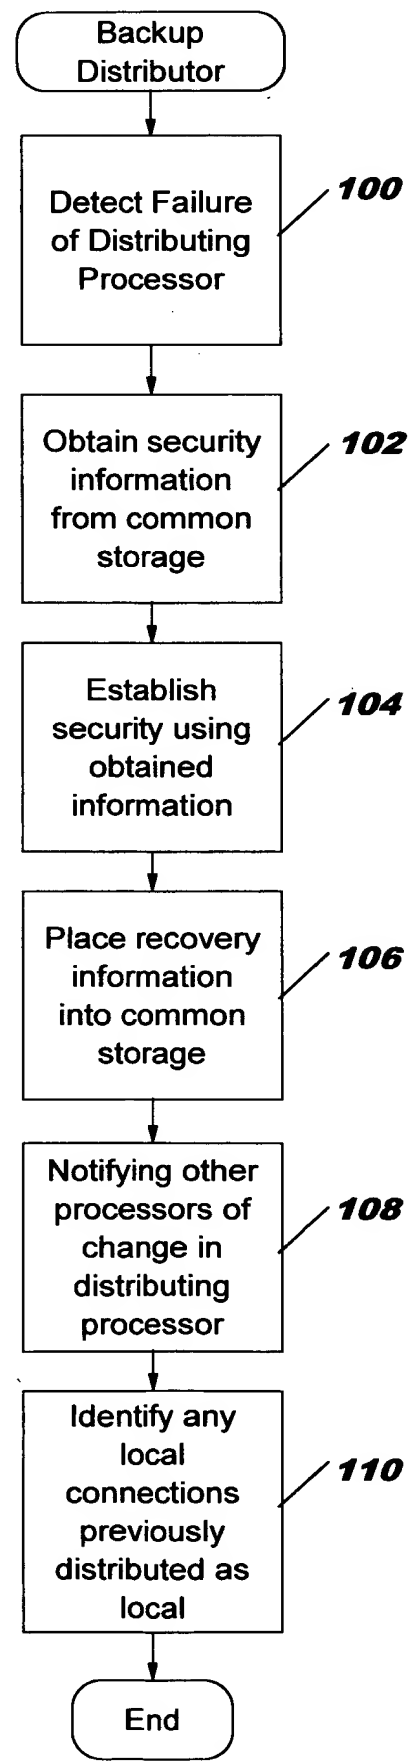 Backup
Distributor
Detect Failure
of Distributing
Processor
100
Obtain security
information
from common
storage
102
Establish
security using
obtained
information
104
Place recovery
information
into common
storage
106
Notifying other
processors of
change in
distributing
processor
108
Identify any
local
connections
previously
distributed as
local
110
End